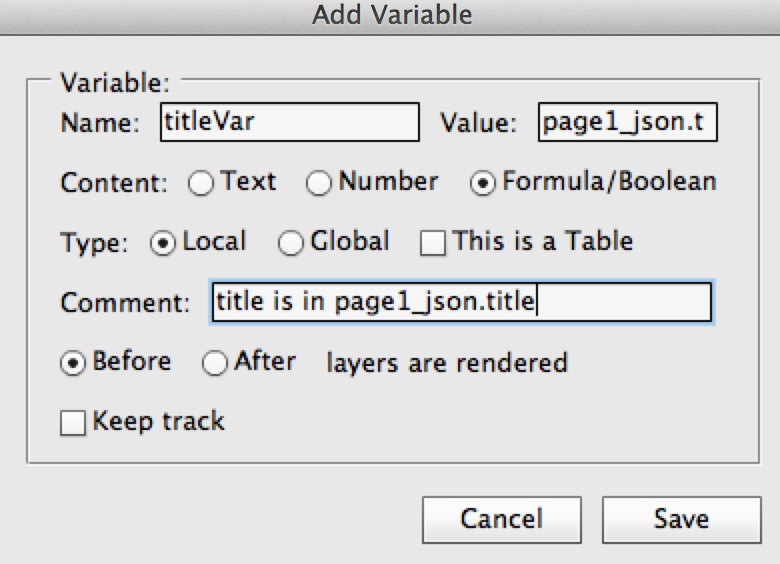 Add Variable
Variable:
Name: titleVar Value: page1_json.t
Content: Text Number Formula/Boolean
Type: Local Global This is a Table
Comment: title is in page1_json.title
Before After layers are rendered
Keep track
Cancel Save